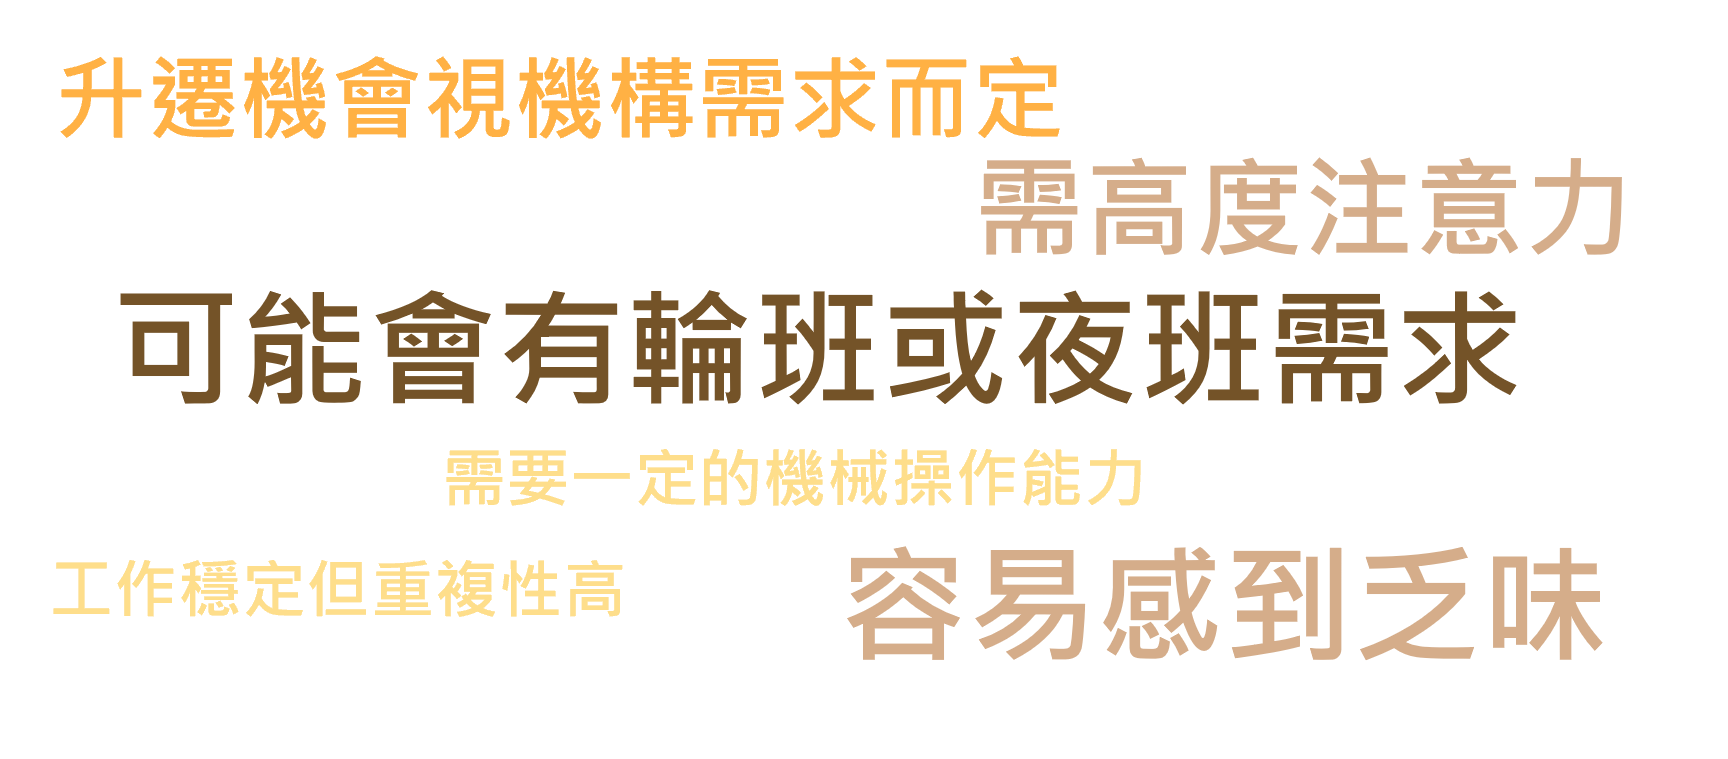 升遷機會視機構需求而定
需高度注意力
可能會有輪班或夜班需求
需要一定的機械操作能力
工作穩定但重複性高
容易感到乏味